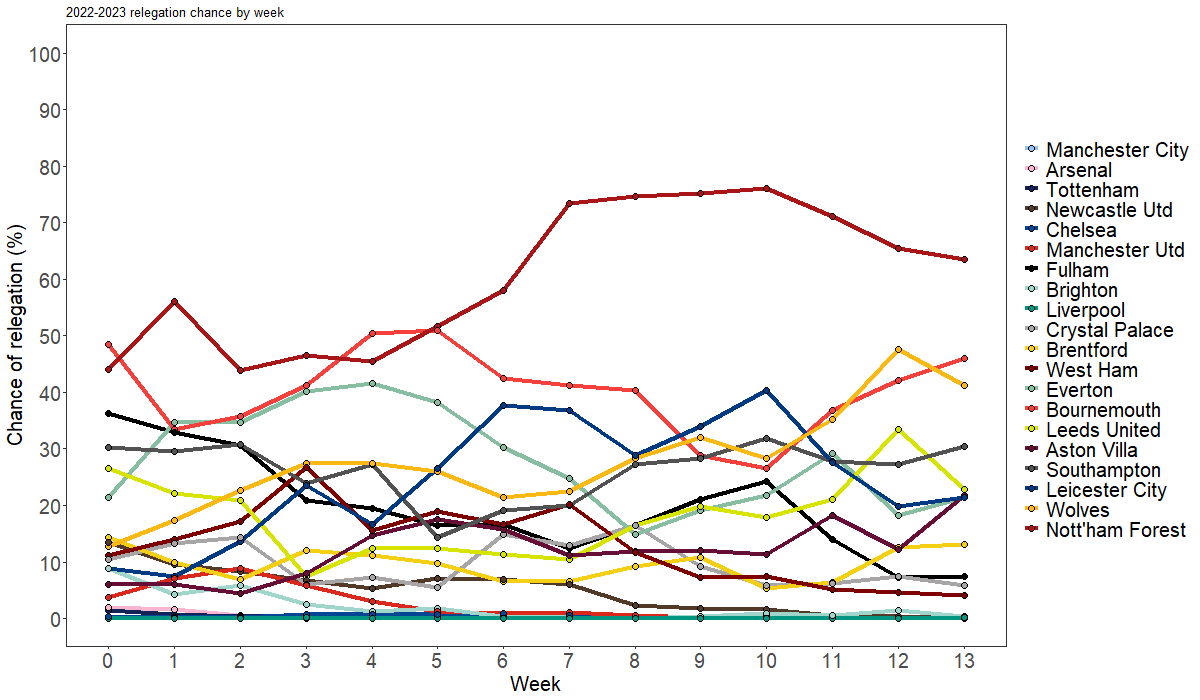 2022-2023 relegation chance by week
Chance of relegation (%)
100
90
80
70
60
50
40
30
20
10
0
0 1 2 3 4 5 6 7 8 9 10 11 12 13
Week
Manchester City
Arsenal
Tottenham
Newcastle Utd
Chelsea
Manchester Utd
Fulham
Brighton
Liverpool
Crystal Palace
Brentford
West Ham
Everton
Bournemouth
Leeds United
Aston Villa
Southampton
Leicester City
Wolves
Nott'ham Forest